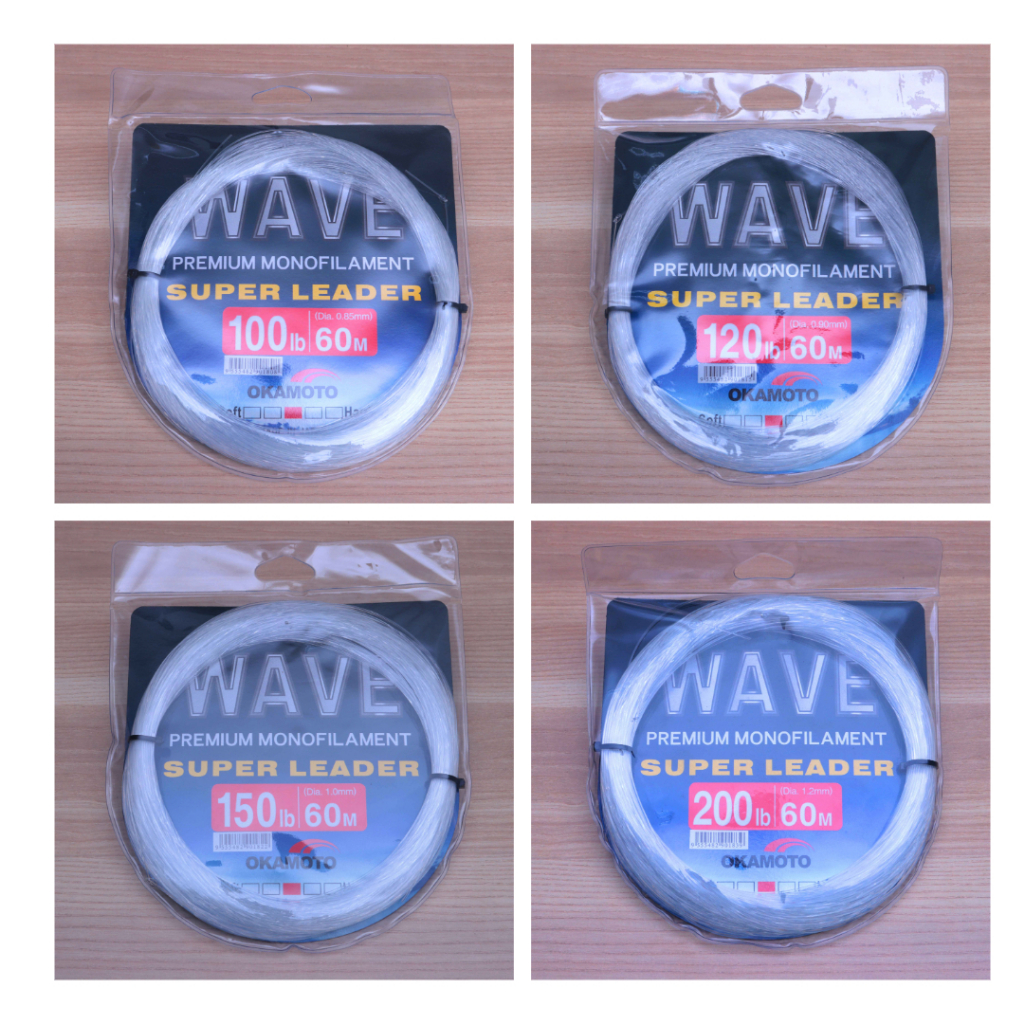 WAVE
PREMIUM MONOFILAMENT
SUPER LEADER
100lb (Dia. 0.85mm) 60M
OKAMOTO
WAVE
PREMIUM MONOFILAMENT
SUPER LEADER
120lb (Dia. 0.90mm) 60M
OKAMOTO
Soft
WAVE
PREMIUM MONOFILAMENT
SUPER LEADER
150lb (Dia. 1.0mm) 60M
OKAMOTO
WAVE
PREMIUM MONOFILAMENT
SUPER LEADER
200lb (Dia. 1.2mm) 60M
OKAMOTO